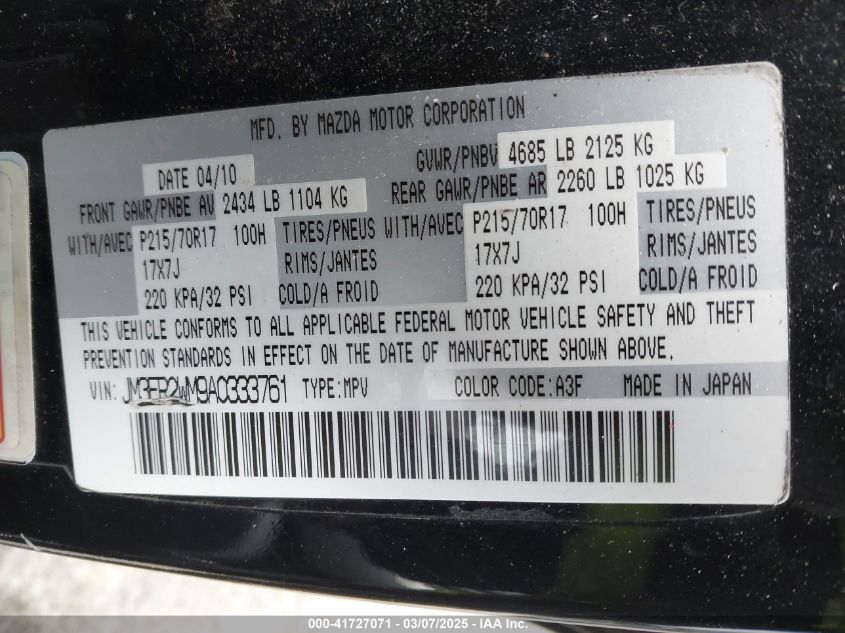 MFD. BY MAZDA MOTOR CORPORATION
DATE 04/10 GVWR/PNBV 4685 LB 2125 KG
FRONT GAWR/PNBE AV 2434 LB 1104 KG REAR GAWR/PNBE AR 2260 LB 1025 KG
WITH/AVEC P215/70R17 100H TIRES/PNEUS WITH/AVEC P215/70R17 100H TIRES/PNEUS
17X7J RIMS/JANTES 17X7J RIMS/JANTES
220 KPA/32 PSI COLD/A FROID 220 KPA/32 PSI COLD/A FROID
THIS VEHICLE CONFORMS TO ALL APPLICABLE FEDERAL MOTOR VEHICLE SAFETY AND THEFT
PREVENTION STANDARDS IN EFFECT ON THE DATE OF MANUFACTURE SHOWN ABOVE.
VIN: JM3ER2WM9A0333761 TYPE:MPV COLOR CODE:A3F MADE IN JAPAN
000-41727071 - 03/07/2025 - IAAI.com